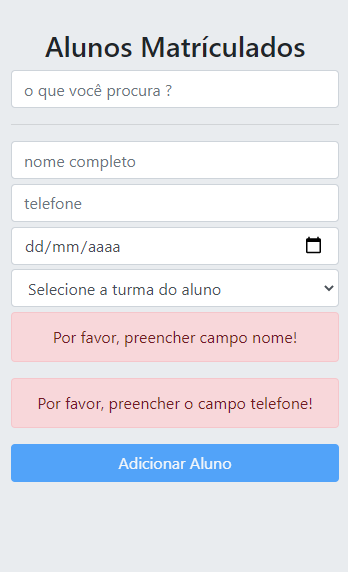 Alunos Matrículados
o que você procura ?
nome completo
telefone
dd/mm/aaaa
Selecione a turma do aluno
Por favor, preencher campo nome!
Por favor, preencher o campo telefone!
Adicionar Aluno